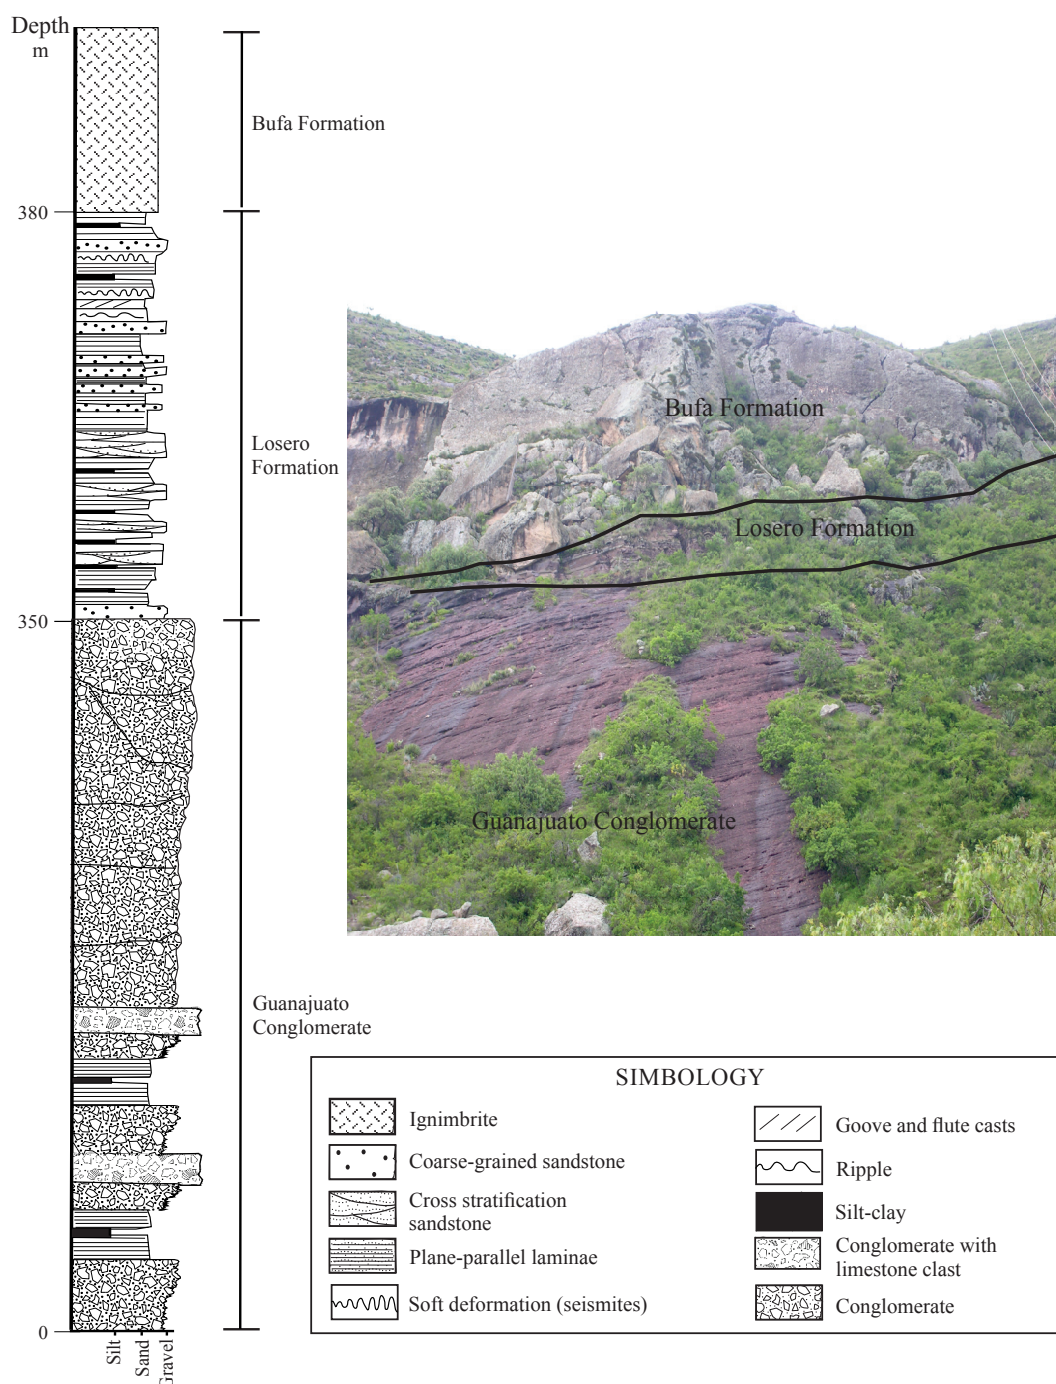 Depth
m
Bufa Formation
380
Losero
Formation
350
Guanajuato
Conglomerate
0
Silt
Sand
Gravel
Bufa Formation
Losero Formation
Guanajuato Conglomerate
SIMBOLOGY
Ignimbrite
Coarse-grained sandstone
Cross stratification
sandstone
Plane-parallel laminae
Soft deformation (seismites)
Goove and flute casts
Ripple
Silt-clay
Conglomerate with
limestone clast
Conglomerate